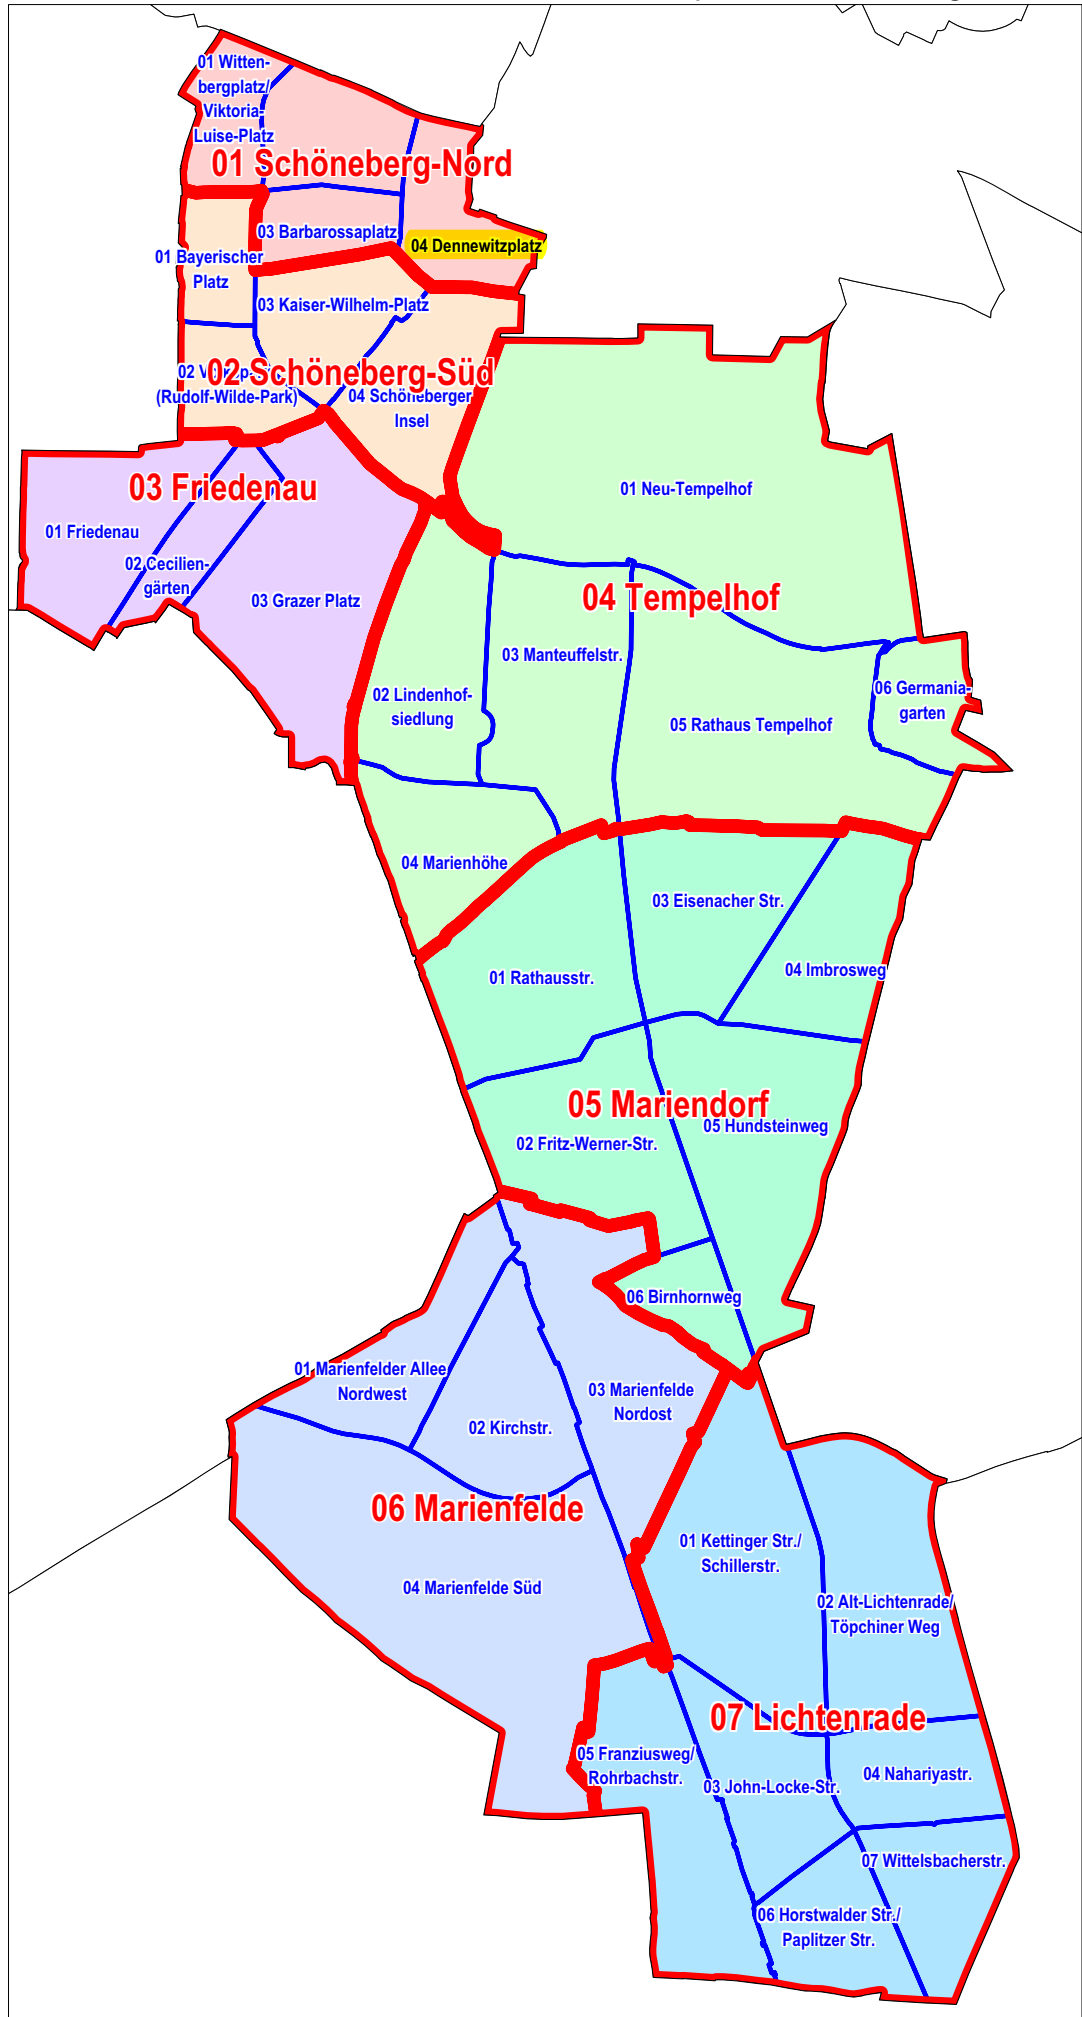 01 Witten-
bergplatz/
Viktoria-
Luise-Platz
01 Schöneberg-Nord
03 Barbarossaplatz
04 Dennewitzplatz
01 Bayerischer
Platz
03 Kaiser-Wilhelm-Platz
02 Schöneberg-Süd
02
(Rudolf-Wilde-Park)
04 Schöneberger
Insel
03 Friedenau
01 Friedenau
02 Cecilien-
gärten
03 Grazer Platz
01 Neu-Tempelhof
04 Tempelhof
03 Manteuffelstr.
02 Lindenhof-
siedlung
06 Germania-
garten
05 Rathaus Tempelhof
04 Marienhöhe
03 Eisenacher Str.
01 Rathausstr.
04 Imbrosweg
05 Mariendorf
05 Hundsteinweg
02 Fritz-Werner-Str.
06 Birnhornweg
01 Marienfelder Allee
Nordwest
03 Marienfelde
Nordost
02 Kirchstr.
06 Marienfelde
04 Marienfelde Süd
01 Kettinger Str./
Schillerstr.
02 Alt-Lichtenrade/
Töpchiner Weg
07 Lichtenrade
05 Franziusweg/
Rohrbachstr.
03 John-Locke-Str.
04 Nahariyastr.
07 Wittelsbacherstr.
06 Horstwalder Str./
Paplitzer Str.